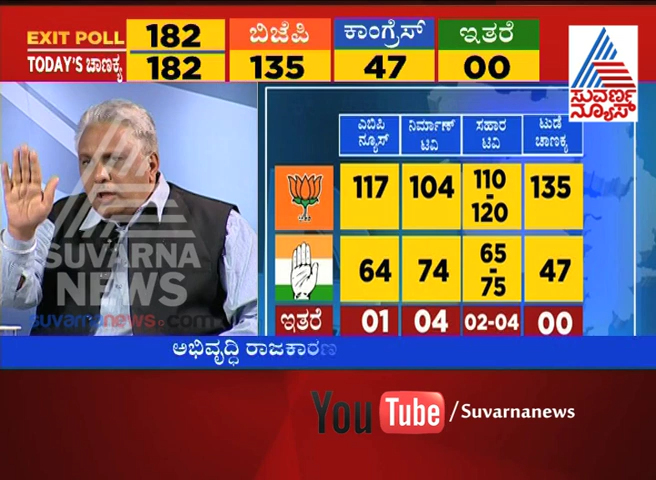 EXIT POLL 182 ಬಿಜೆಪಿ ಕಾಂಗ್ರೆಸ್ ಇತರೆ
TODAY'S ಚಾಣಕ್ಯ 182 135 47 00
ಸುವರ್ಣ
ನ್ಯೂಸ್
ಎಬಿಪಿ ನ್ಯೂಸ್ ನಿರ್ಮಾಣ್ ಟಿವಿ ಸಹಾರ ಟಿವಿ ಟುಡೆ ಚಾಣಕ್ಯ
117 104 110-120 135
64 74 65-75 47
ಇತರೆ 01 04 02-04 00
SUVARNA
NEWS
suvarnanews.com
ಅಭಿವೃದ್ಧಿ ರಾಜಕಾರಣ
YouTube /Suvarnanews